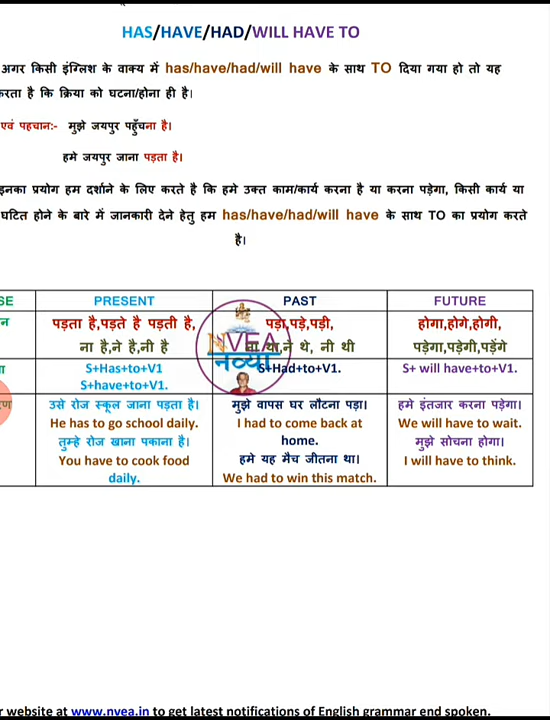 HAS/HAVE/HAD/WILL HAVE TO
अगर किसी इंग्लिश के वाक्य में has/have/had/will have के साथ TO दिया गया हो तो यह
करता है कि क्रिया को घटना/होना ही है।
एवं पहचान:- मुझे जयपुर पहुँचना है।
हमे जयपुर जाना पड़ता है।
इनका प्रयोग हम दर्शाने के लिए करते है कि हमे उक्त काम/कार्य करना है या करना पड़ेगा, किसी कार्य या
घटित होने के बारे में जानकारी देने हेतु हम has/have/had/will have के साथ TO का प्रयोग करते
है।
SE PRESENT PAST FUTURE
न पड़ता है,पड़ते है पड़ती है, पड़ा,पड़े,पड़ी, होगा,होगे,होगी,
ना है,ने है,नी है ना था,ने थे, नी थी पड़ेगा,पड़ेगी,पड़ेंगे
NVEA
नव्या
S+Has+to+V1 S+Had+to+V1. S+ will have+to+V1.
S+have+to+V1.
रण उसे रोज स्कूल जाना पड़ता है। मुझे वापस घर लौटना पड़ा। हमे इंतजार करना पड़ेगा।
He has to go school daily. I had to come back at We will have to wait.
तुम्हे रोज खाना पकाना है। home. मुझे सोचना होगा।
You have to cook food हमे यह मैच जीतना था। I will have to think.
daily. We had to win this match.
r website at www.nvea.in to get latest notifications of English grammar end spoken.